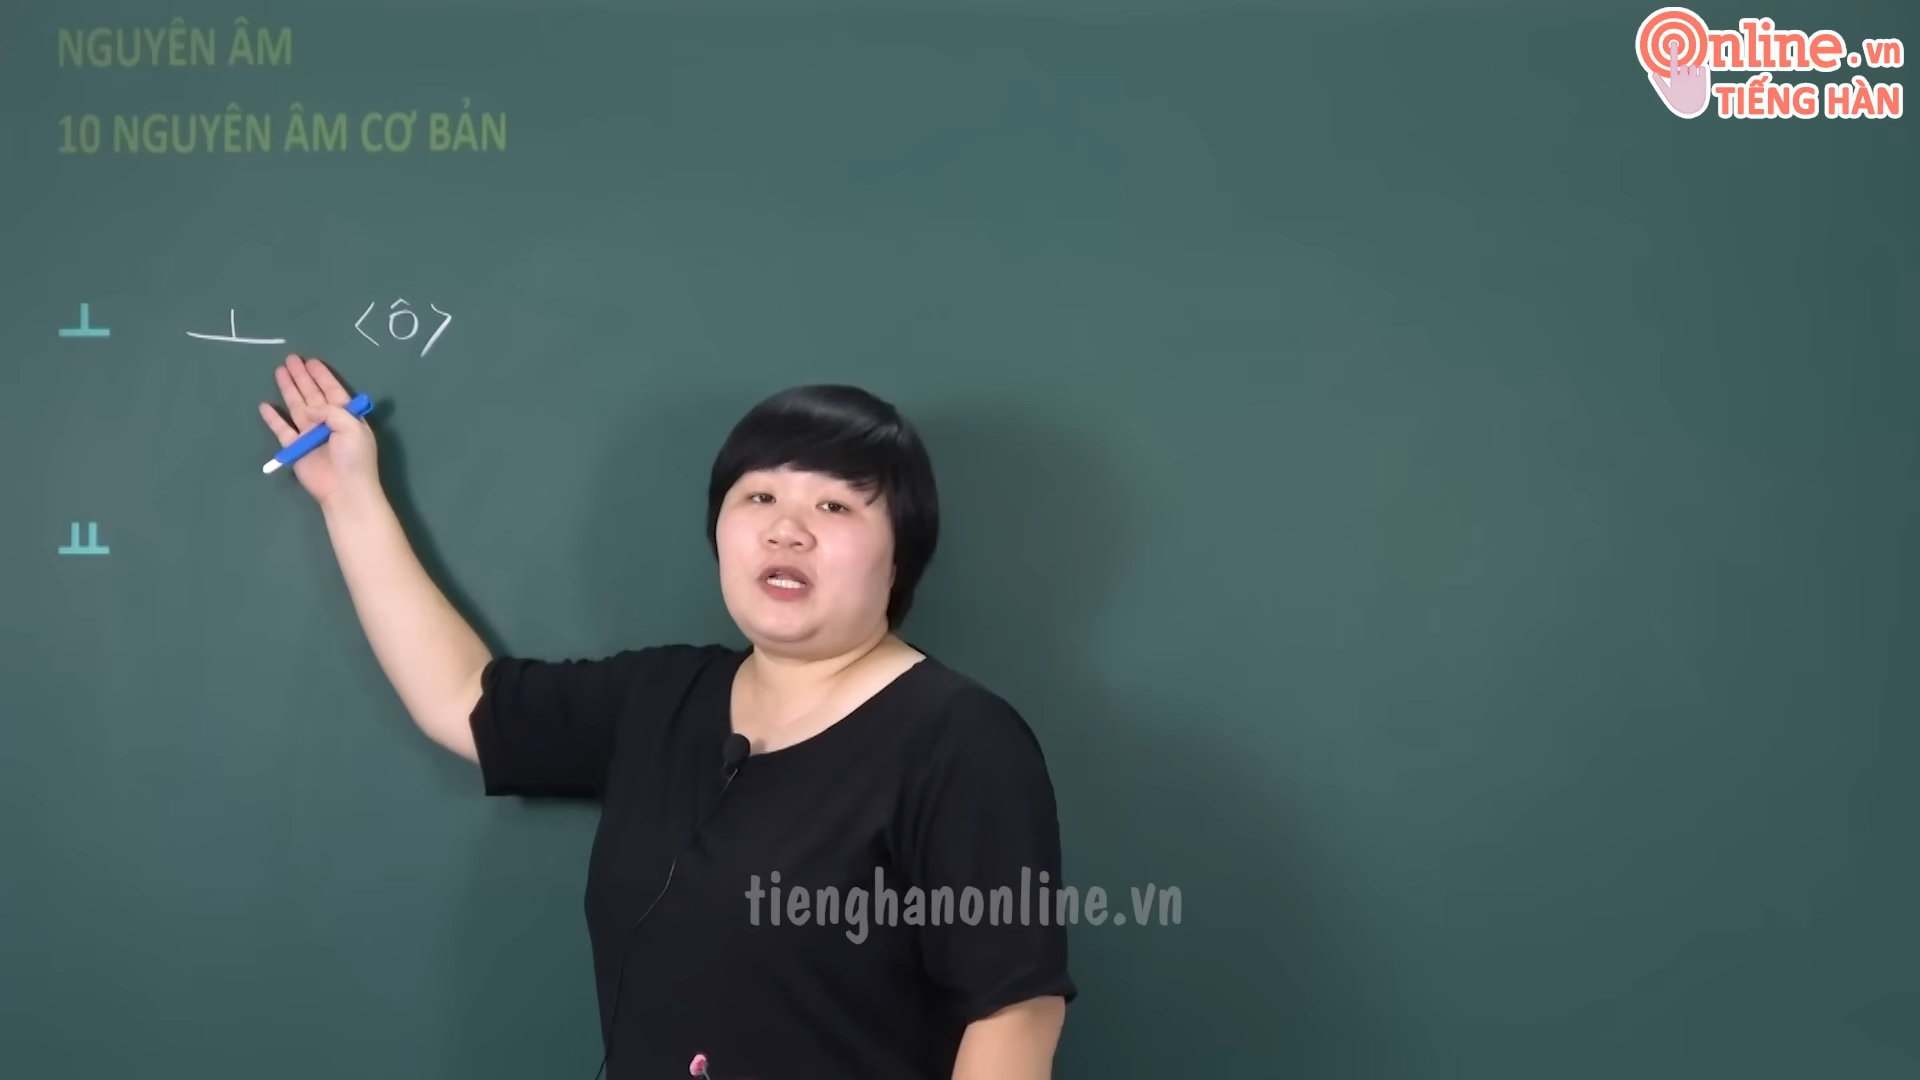 NGUYÊN ÂM
10 NGUYÊN ÂM CƠ BẢN
Online.vn
TIẾNG HÀN
ㅗ ㅗ <ô>
ㅛ
tienghanonline.vn